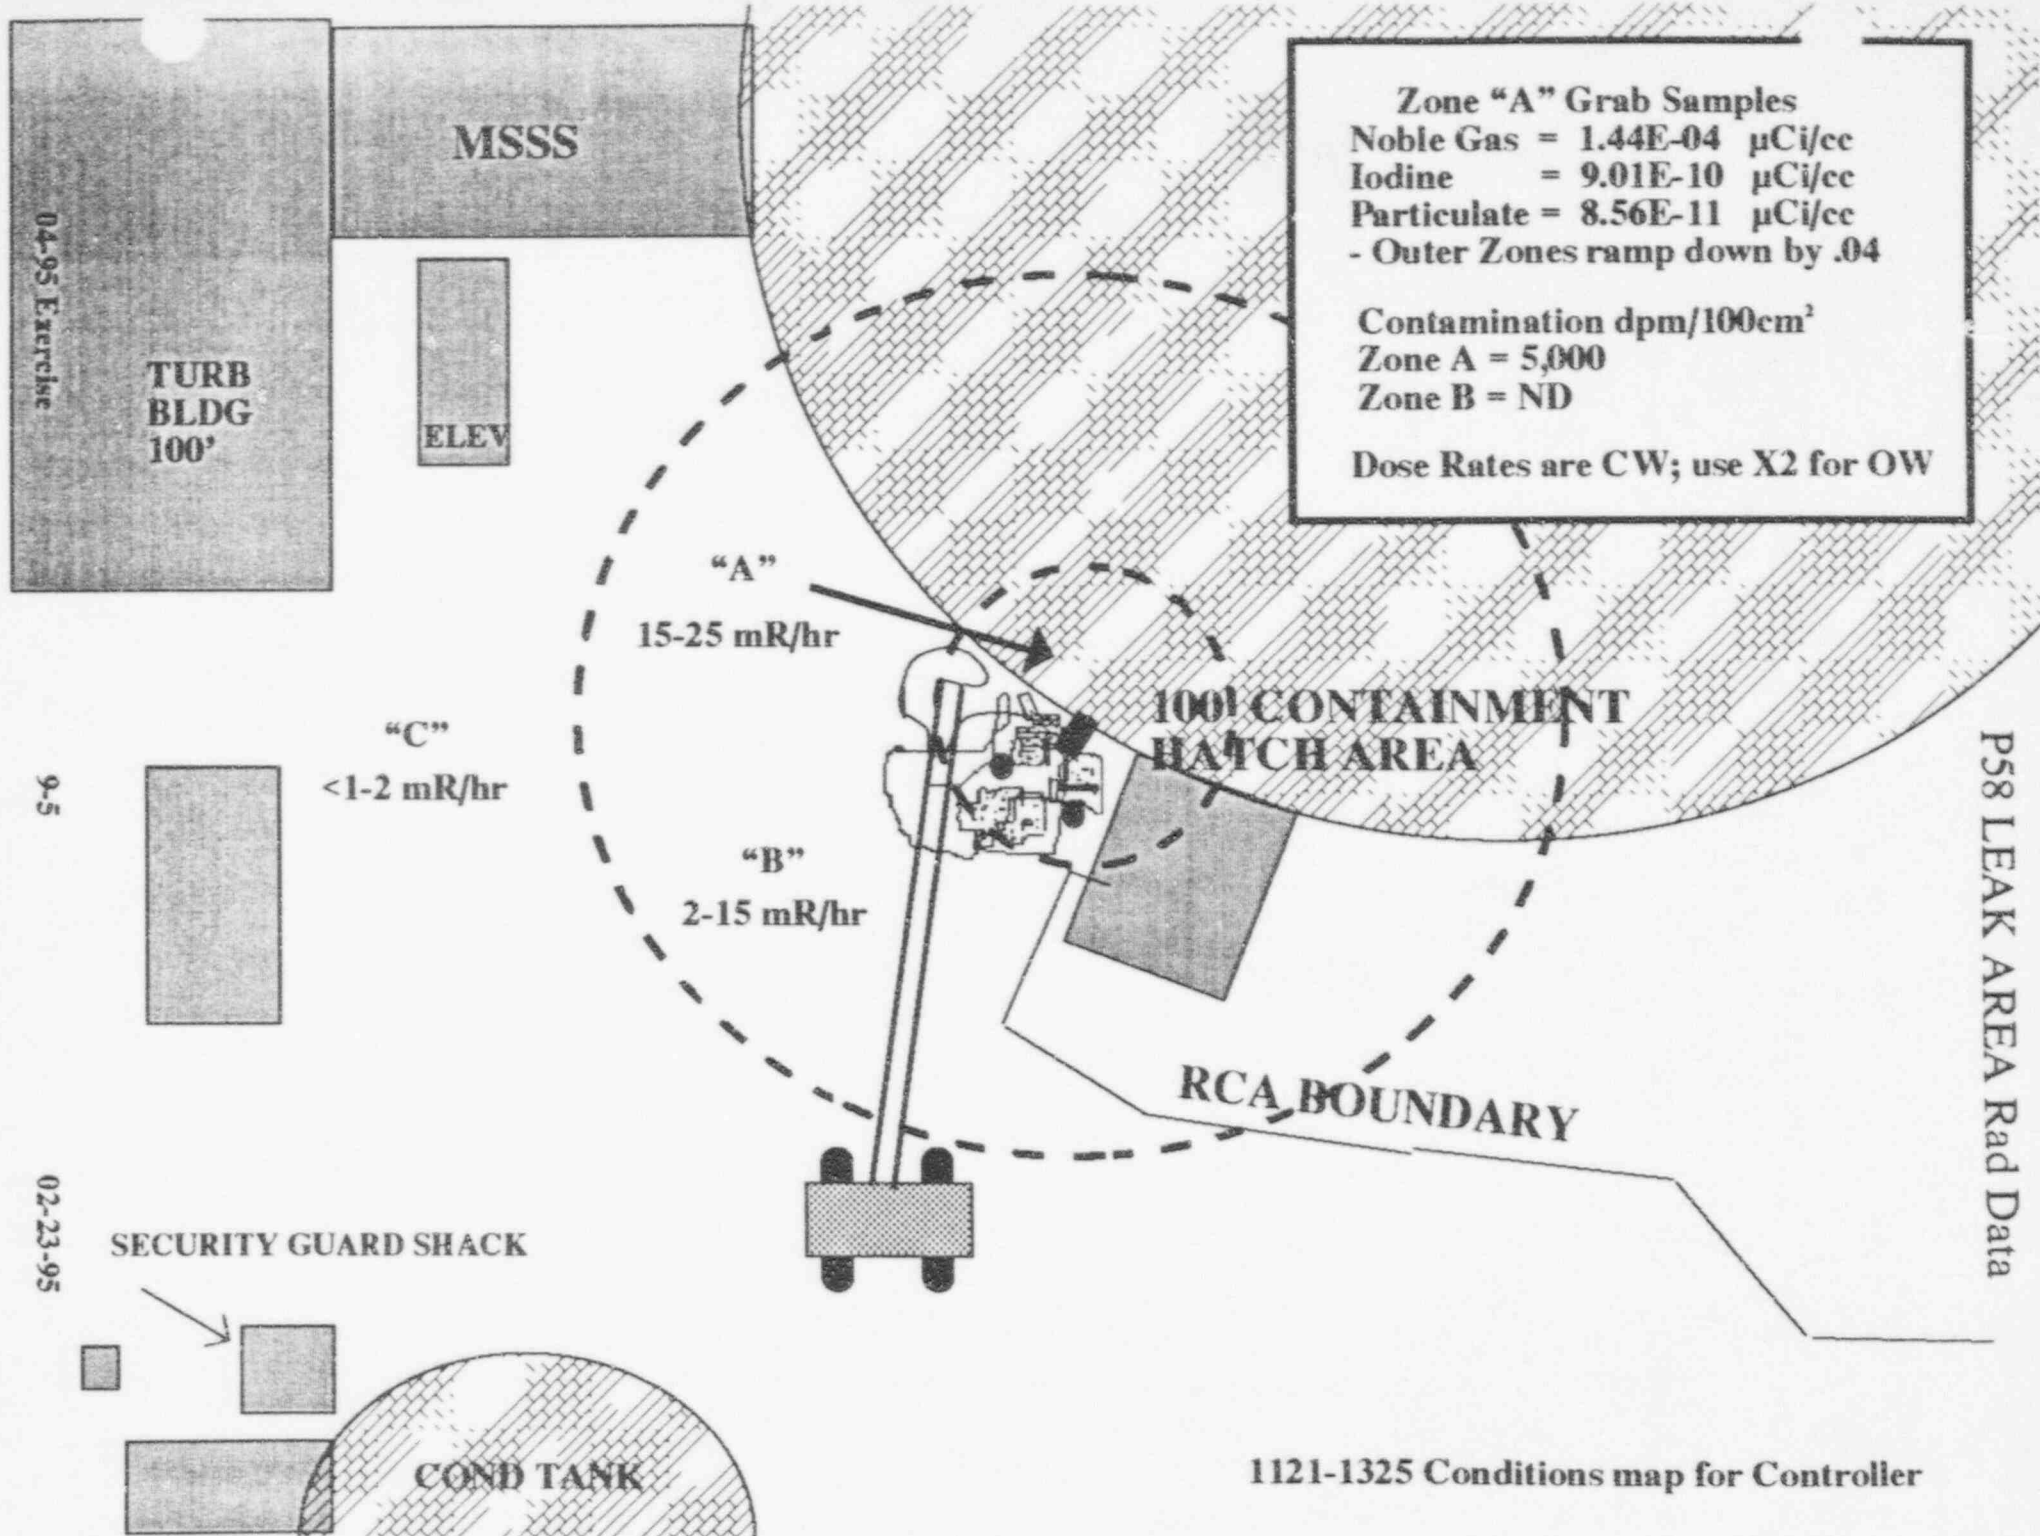 MSSS
Zone “A” Grab Samples
Noble Gas = 1.44E-04 µCi/cc
Iodine = 9.01E-10 µCi/cc
Particulate = 8.56E-11 µCi/cc
- Outer Zones ramp down by .04
Contamination dpm/100cm²
Zone A = 5,000
Zone B = ND
Dose Rates are CW; use X2 for OW
04-95 Exercise
TURB
BLDG
100’
ELEV
“A”
15-25 mR/hr
100' CONTAINMENT
HATCH AREA
“C”
<1-2 mR/hr
“B”
2-15 mR/hr
9-5
P58 LEAK AREA Rad Data
RCA BOUNDARY
02-23-95
SECURITY GUARD SHACK
COND TANK
1121-1325 Conditions map for Controller